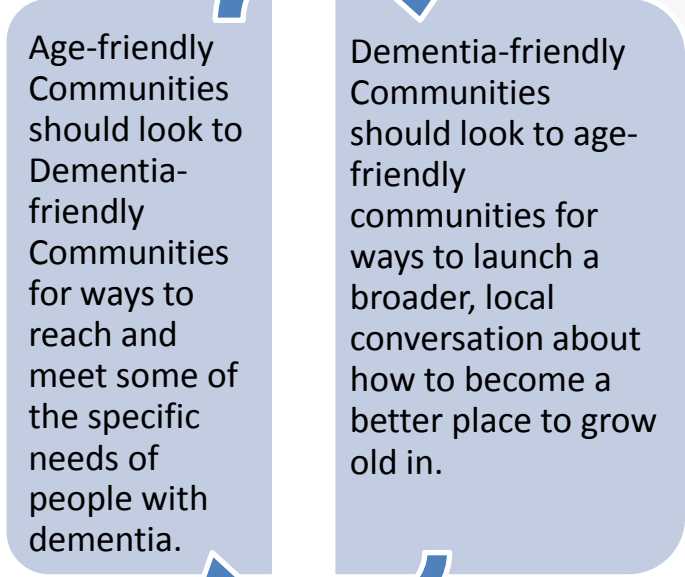 Age-friendly
Communities
should look to
Dementia-
friendly
Communities
for ways to
reach and
meet some of
the specific
needs of
people with
dementia.
Dementia-friendly
Communities
should look to age-
friendly
communities for
ways to launch a
broader, local
conversation about
how to become a
better place to grow
old in.